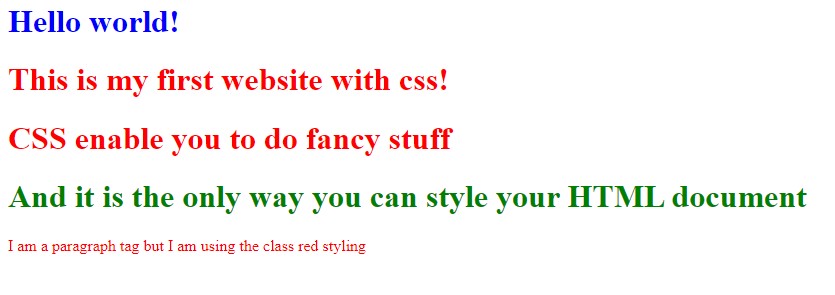 Hello world!
This is my first website with css!
CSS enable you to do fancy stuff
And it is the only way you can style your HTML document
I am a paragraph tag but I am using the class red styling